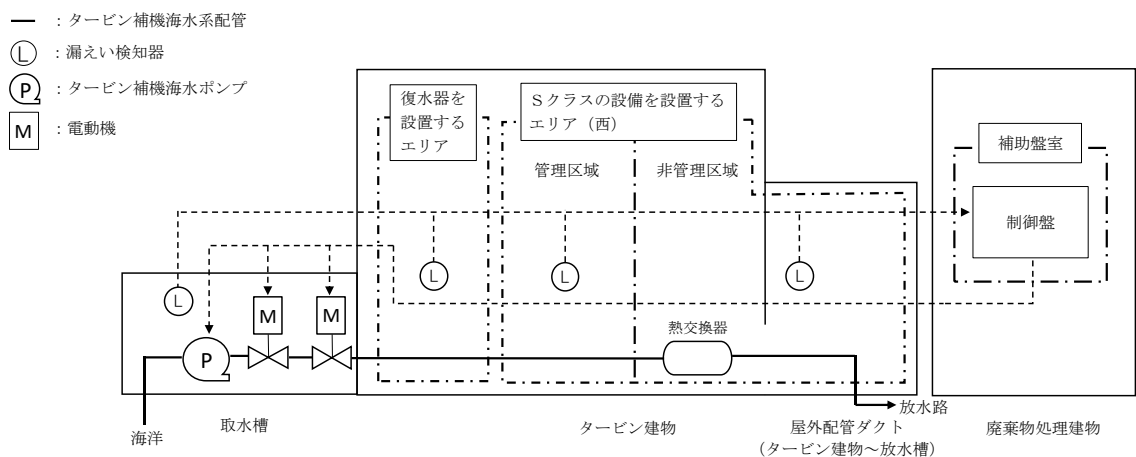 ：タービン補機海水系配管
L ：漏えい検知器
P ：タービン補機海水ポンプ
M ：電動機
復水器を
設置する
エリア
Ｓクラスの設備を設置する
エリア（西）
管理区域
非管理区域
補助盤室
制御盤
L
L
L
L
M
M
P
熱交換器
海洋
取水槽
タービン建物
放水路
屋外配管ダクト
（タービン建物～放水槽）
廃棄物処理建物